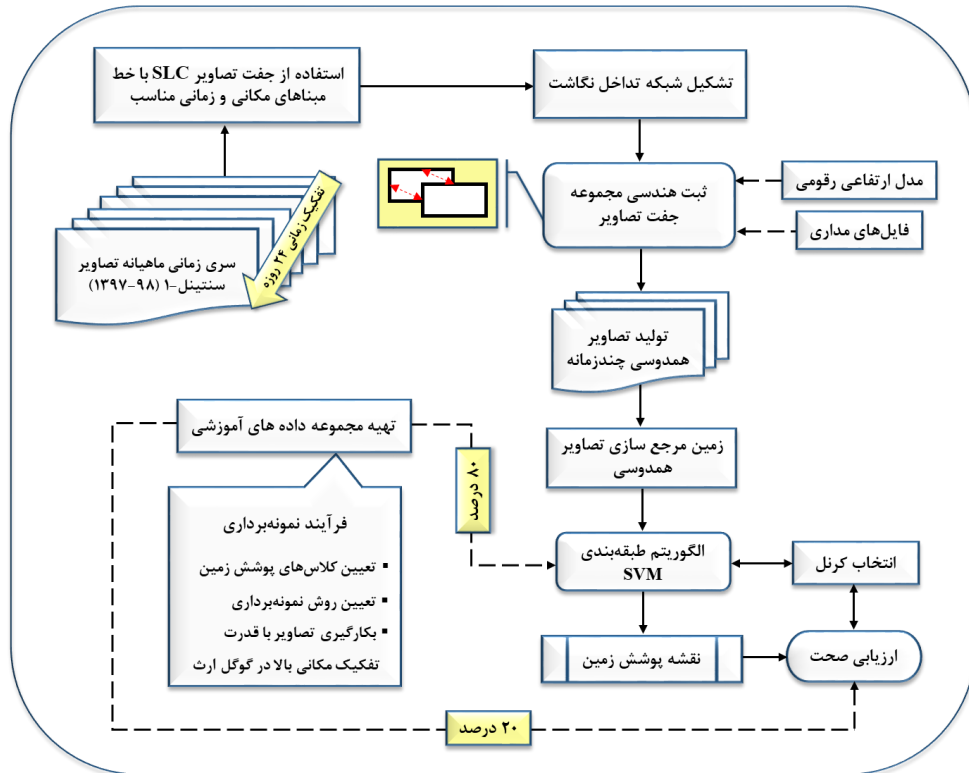 استفاده از جفت تصاویر SLC با خط
مبناهای مکانی و زمانی مناسب
تشکیل شبکه تداخل نگاشت
تفکیک زمانی ۲۴ روزه
سری زمانی ماهیانه تصاویر
سنتینل-۱ (۹۸-۱۳۹۷)
ثبت هندسی مجموعه
جفت تصاویر
مدل ارتفاعی رقومی
فایل‌های مداری
تولید تصاویر
همدوسی چندزمانه
زمین مرجع سازی تصاویر
همدوسی
تهیه مجموعه داده های آموزشی
۸۰ درصد
فرآیند نمونه‌برداری
▪ تعیین کلاس‌های پوشش زمین
▪ تعیین روش نمونه‌برداری
▪ بکارگیری تصاویر با قدرت
تفکیک مکانی بالا در گوگل ارث
الگوریتم طبقه‌بندی
SVM
انتخاب کرنل
نقشه پوشش زمین
ارزیابی صحت
۲۰ درصد